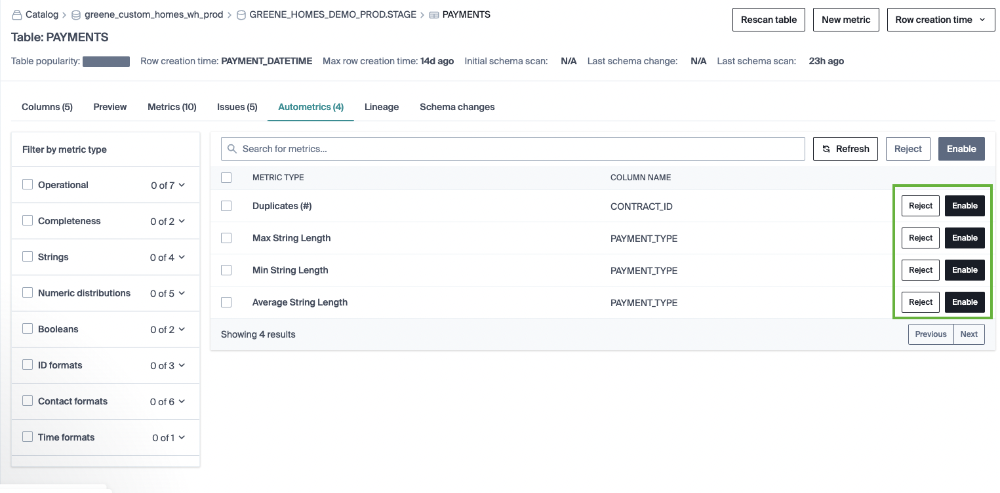 Catalog > greene_custom_homes_wh_prod > GREENE_HOMES_DEMO_PROD.STAGE > PAYMENTS
Rescan table
New metric
Row creation time
Table: PAYMENTS
Table popularity:
Row creation time: PAYMENT_DATETIME
Max row creation time: 14d ago
Initial schema scan: N/A
Last schema change: N/A
Last schema scan: 23h ago
Columns (5)
Preview
Metrics (10)
Issues (5)
Autometrics (4)
Lineage
Schema changes
Filter by metric type
Operational 0 of 7
Completeness 0 of 2
Strings 0 of 4
Numeric distributions 0 of 5
Booleans 0 of 2
ID formats 0 of 3
Contact formats 0 of 6
Time formats 0 of 1
Search for metrics...
Refresh
Reject
Enable
METRIC TYPE COLUMN NAME
Duplicates (#) CONTRACT_ID Reject Enable
Max String Length PAYMENT_TYPE Reject Enable
Min String Length PAYMENT_TYPE Reject Enable
Average String Length PAYMENT_TYPE Reject Enable
Showing 4 results
Previous Next